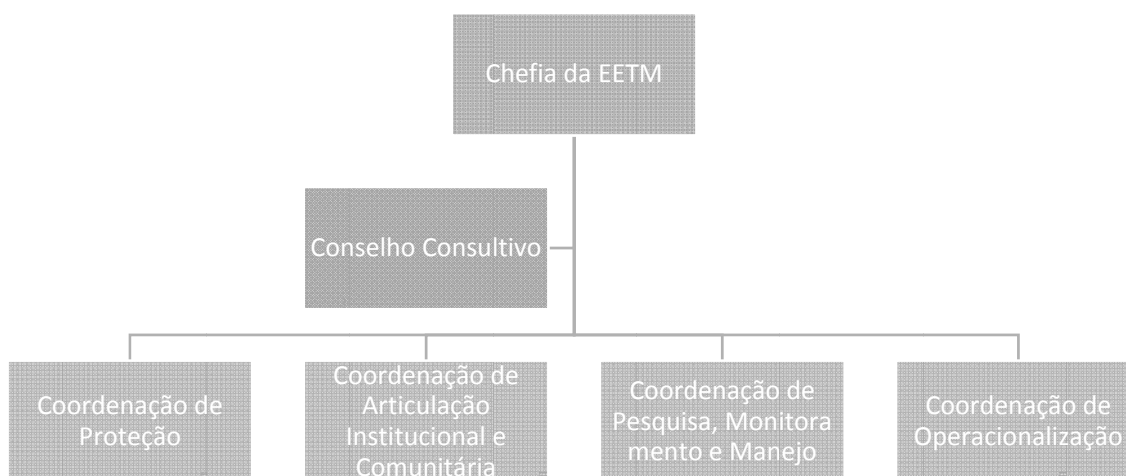 Chefia da EETM
Conselho Consultivo
Coordenação de
Proteção
Coordenação de
Articulação
Institucional e
Comunitária
Coordenação de
Pesquisa, Monitora
mento e Manejo
Coordenação de
Operacionalização